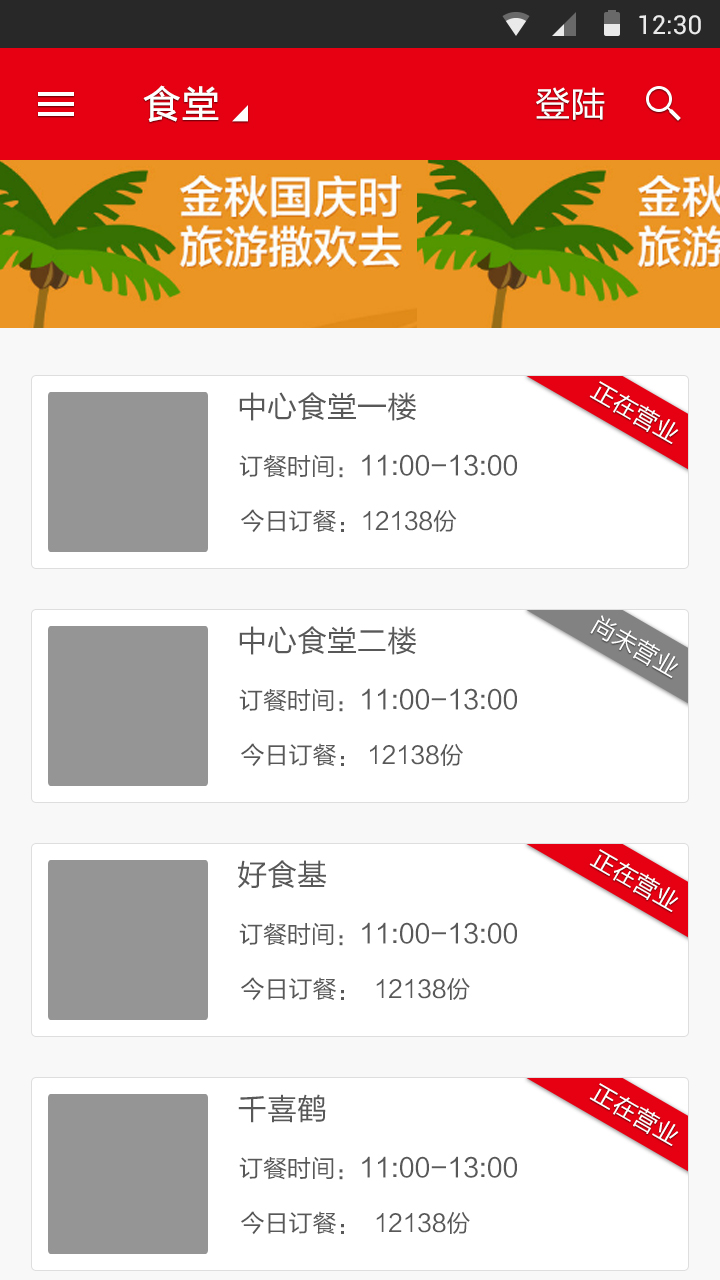 12:30
食堂
登陆
金秋国庆时
旅游撒欢去
金秋
旅游
中心食堂一楼
正在营业
订餐时间：11:00-13:00
今日订餐：12138份
中心食堂二楼
尚未营业
订餐时间：11:00-13:00
今日订餐：12138份
好食基
正在营业
订餐时间：11:00-13:00
今日订餐：12138份
千喜鹤
正在营业
订餐时间：11:00-13:00
今日订餐：12138份